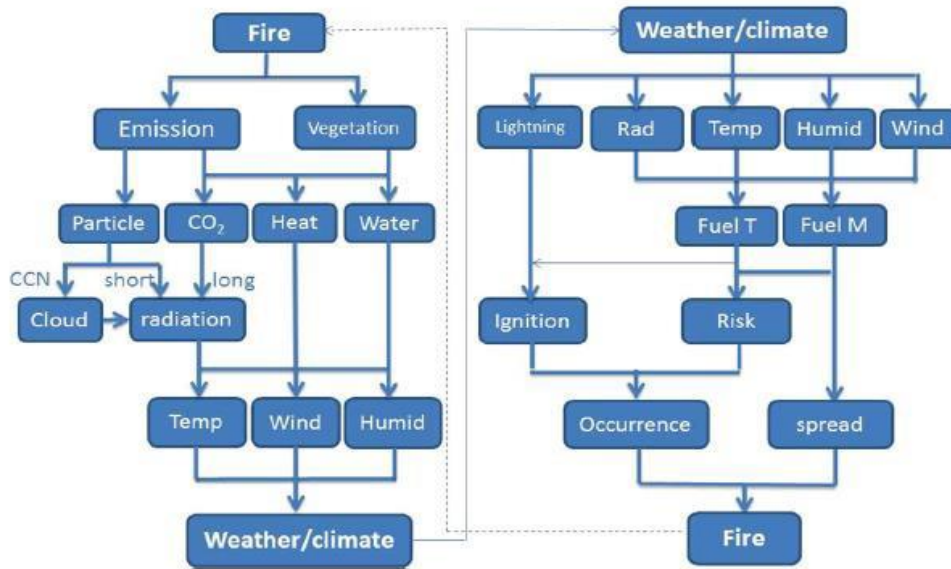 Fire
Emission
Vegetation
Particle
CO₂
Heat
Water
CCN
short
long
Cloud
radiation
Temp
Wind
Humid
Weather/climate
Weather/climate
Lightning
Rad
Temp
Humid
Wind
Fuel T
Fuel M
Ignition
Risk
Occurrence
spread
Fire